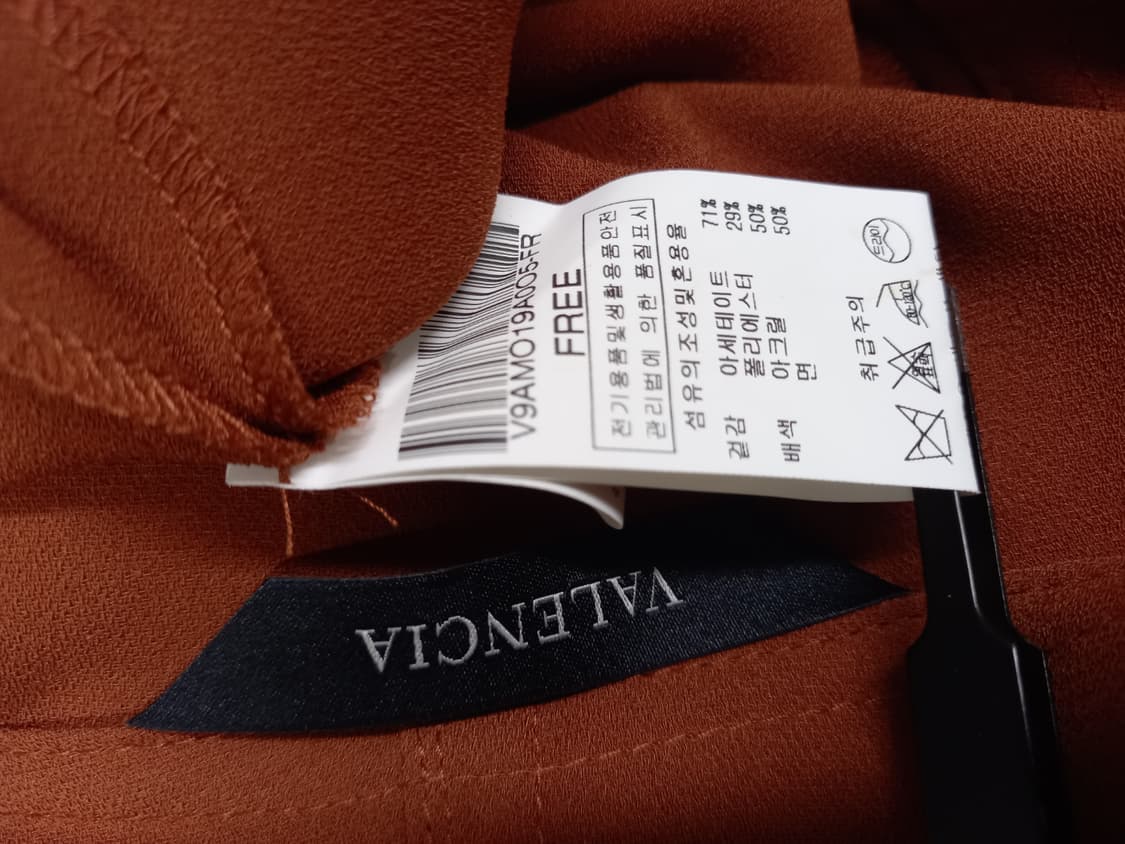 V9AMO19A005-FR
FREE
전기용품및생활용품안전
관리법에 의한 품질표시
섬유의조성및혼용율
겉감 아세테이트 71%
폴리에스터 29%
배색 아크릴 50%
면 50%
취급주의
드라이
VALENCIA